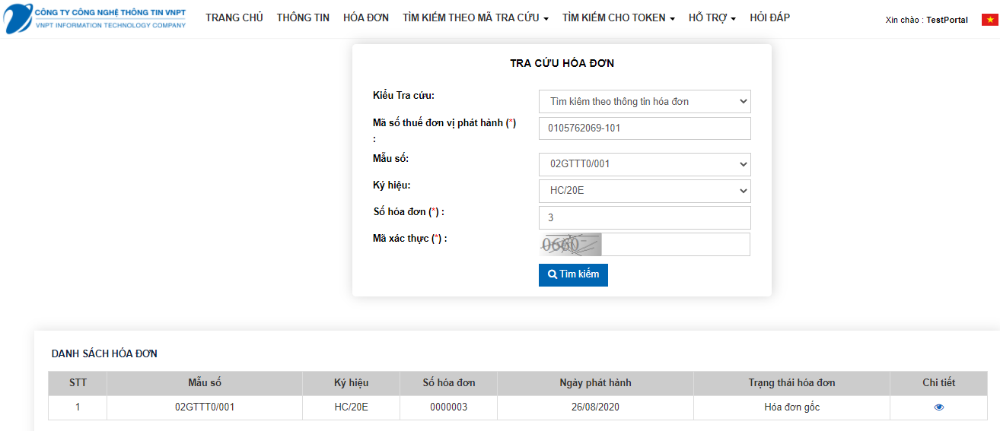 CÔNG TY CÔNG NGHỆ THÔNG TIN VNPT
VNPT INFORMATION TECHNOLOGY COMPANY
TRANG CHỦ THÔNG TIN HÓA ĐƠN TÌM KIẾM THEO MÃ TRA CỨU TÌM KIẾM CHO TOKEN HỖ TRỢ HỎI ĐÁP
Xin chào : TestPortal
TRA CỨU HÓA ĐƠN
Kiểu Tra cứu:
Tìm kiếm theo thông tin hóa đơn
Mã số thuế đơn vị phát hành (*)
:
0105762069-101
Mẫu số:
02GTTT0/001
Ký hiệu:
HC/20E
Số hóa đơn (*) :
3
Mã xác thực (*) :
0660
Tìm kiếm
DANH SÁCH HÓA ĐƠN
STT Mẫu số Ký hiệu Số hóa đơn Ngày phát hành Trạng thái hóa đơn Chi tiết
1 02GTTT0/001 HC/20E 0000003 26/08/2020 Hóa đơn gốc